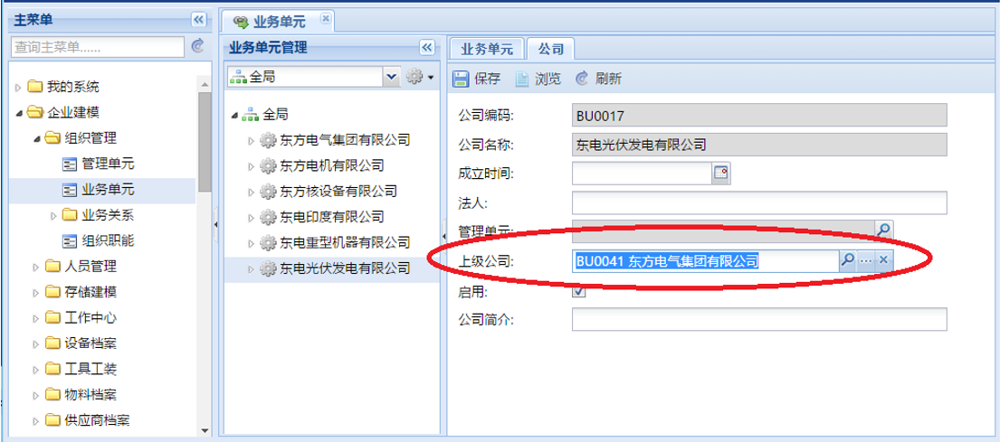 主菜单
查询主菜单......
我的系统
企业建模
组织管理
管理单元
业务单元
业务关系
组织职能
人员管理
存储建模
工作中心
设备档案
工具工装
物料档案
供应商档案
业务单元
业务单元管理
全局
全局
东方电气集团有限公司
东方电机有限公司
东方核设备有限公司
东电印度有限公司
东电重型机器有限公司
东电光伏发电有限公司
业务单元 公司
保存 浏览 刷新
公司编码: BU0017
公司名称: 东电光伏发电有限公司
成立时间:
法人:
管理单元:
上级公司: BU0041 东方电气集团有限公司
启用:
公司简介: